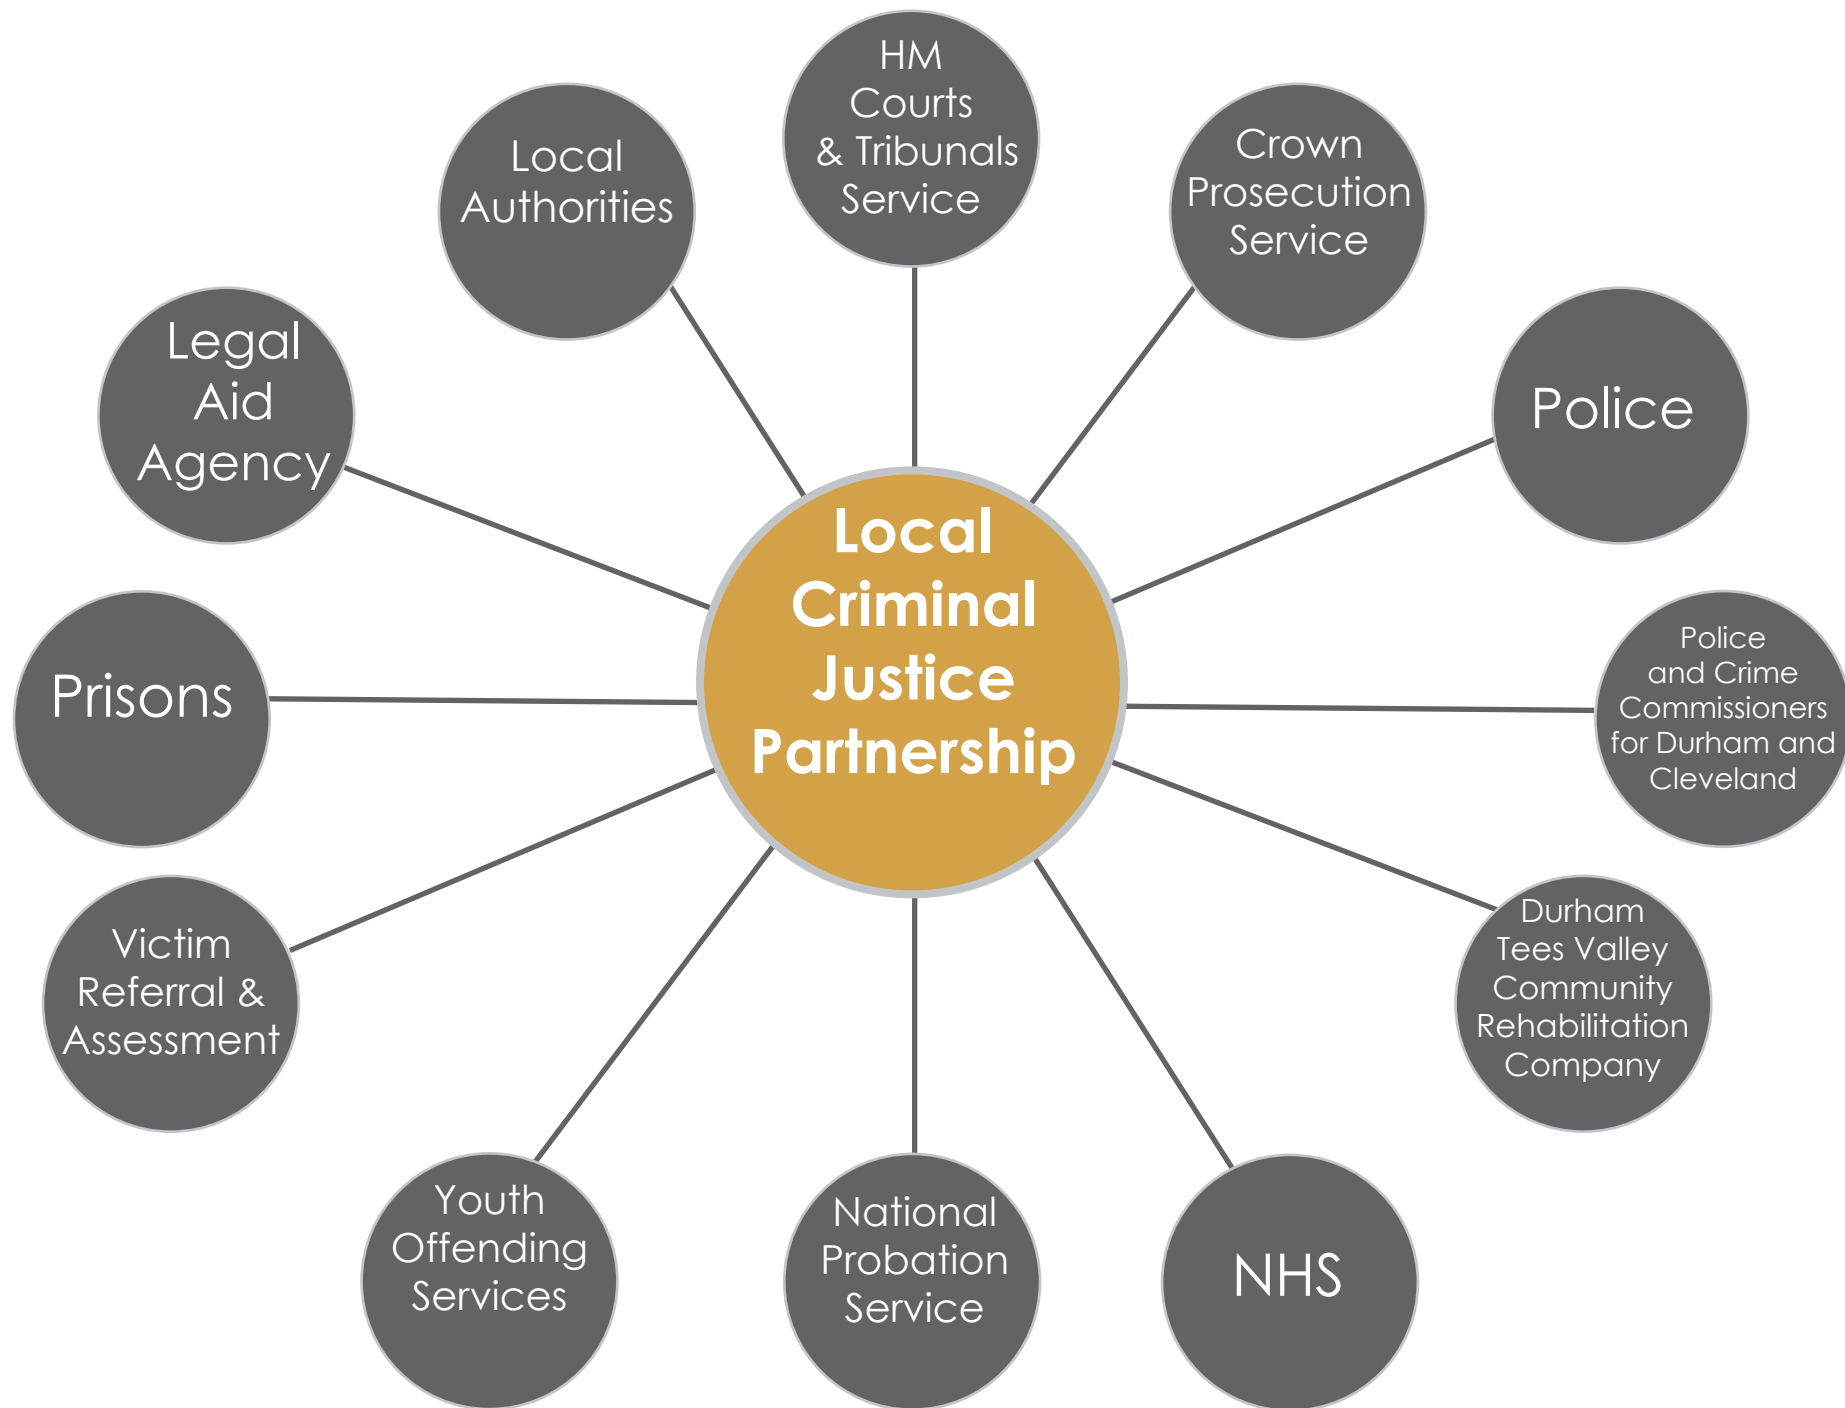 HM
Courts
& Tribunals
Service
Crown
Prosecution
Service
Police
Police
and Crime
Commissioners
for Durham and
Cleveland
Durham
Tees Valley
Community
Rehabilitation
Company
NHS
National
Probation
Service
Youth
Offending
Services
Victim
Referral &
Assessment
Prisons
Legal
Aid
Agency
Local
Authorities
Local
Criminal
Justice
Partnership